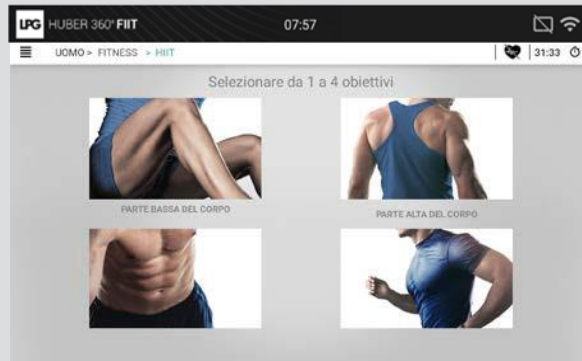 LPG HUBER 360° FIIT 07:57
UOMO > FITNESS > HIIT 31:33
Selezionare da 1 a 4 obiettivi
PARTE BASSA DEL CORPO PARTE ALTA DEL CORPO